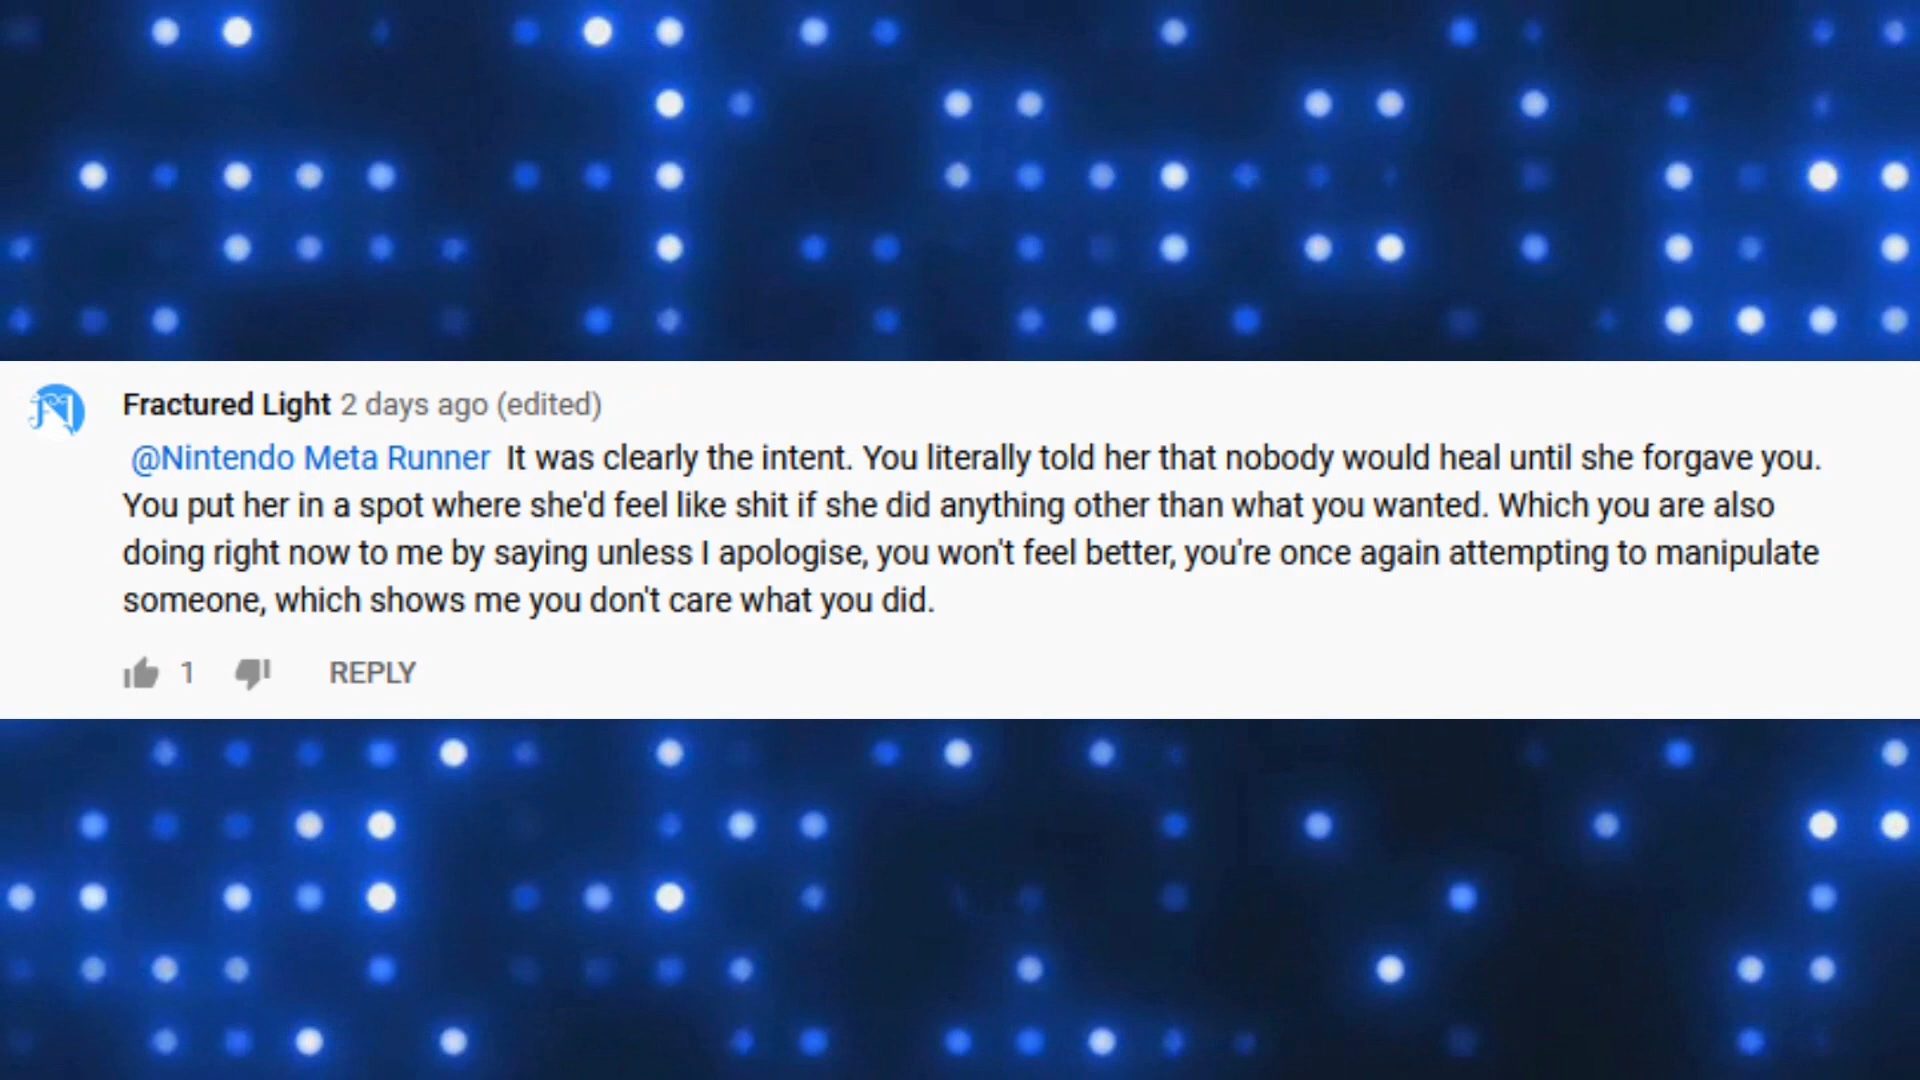 Fractured Light 2 days ago (edited)
@Nintendo Meta Runner It was clearly the intent. You literally told her that nobody would heal until she forgave you.
You put her in a spot where she'd feel like shit if she did anything other than what you wanted. Which you are also
doing right now to me by saying unless I apologise, you won't feel better, you're once again attempting to manipulate
someone, which shows me you don't care what you did.
1 REPLY